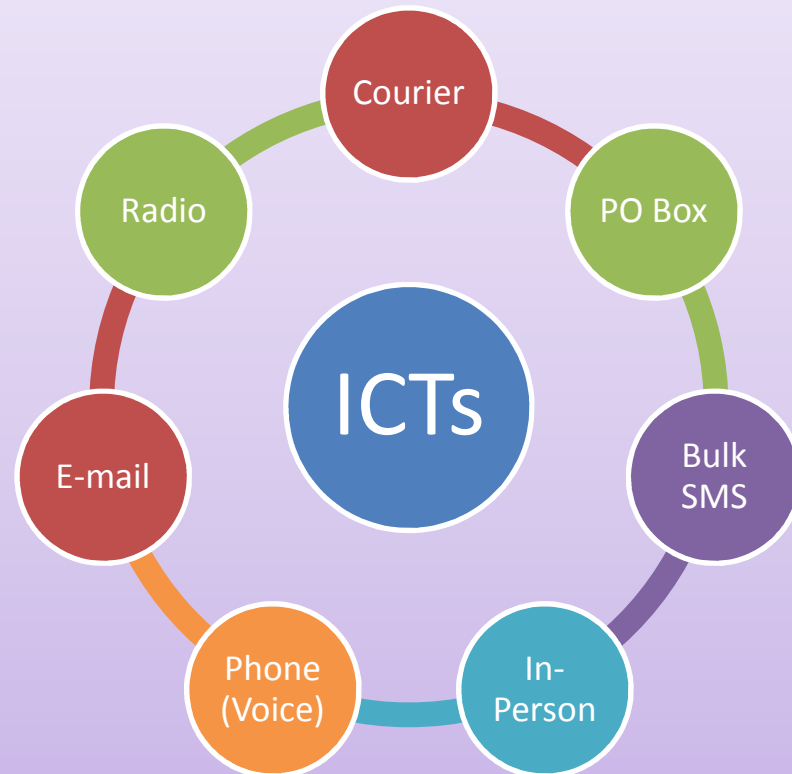 Courier
PO Box
Bulk
SMS
In-
Person
Phone
(Voice)
E-mail
Radio
ICTs